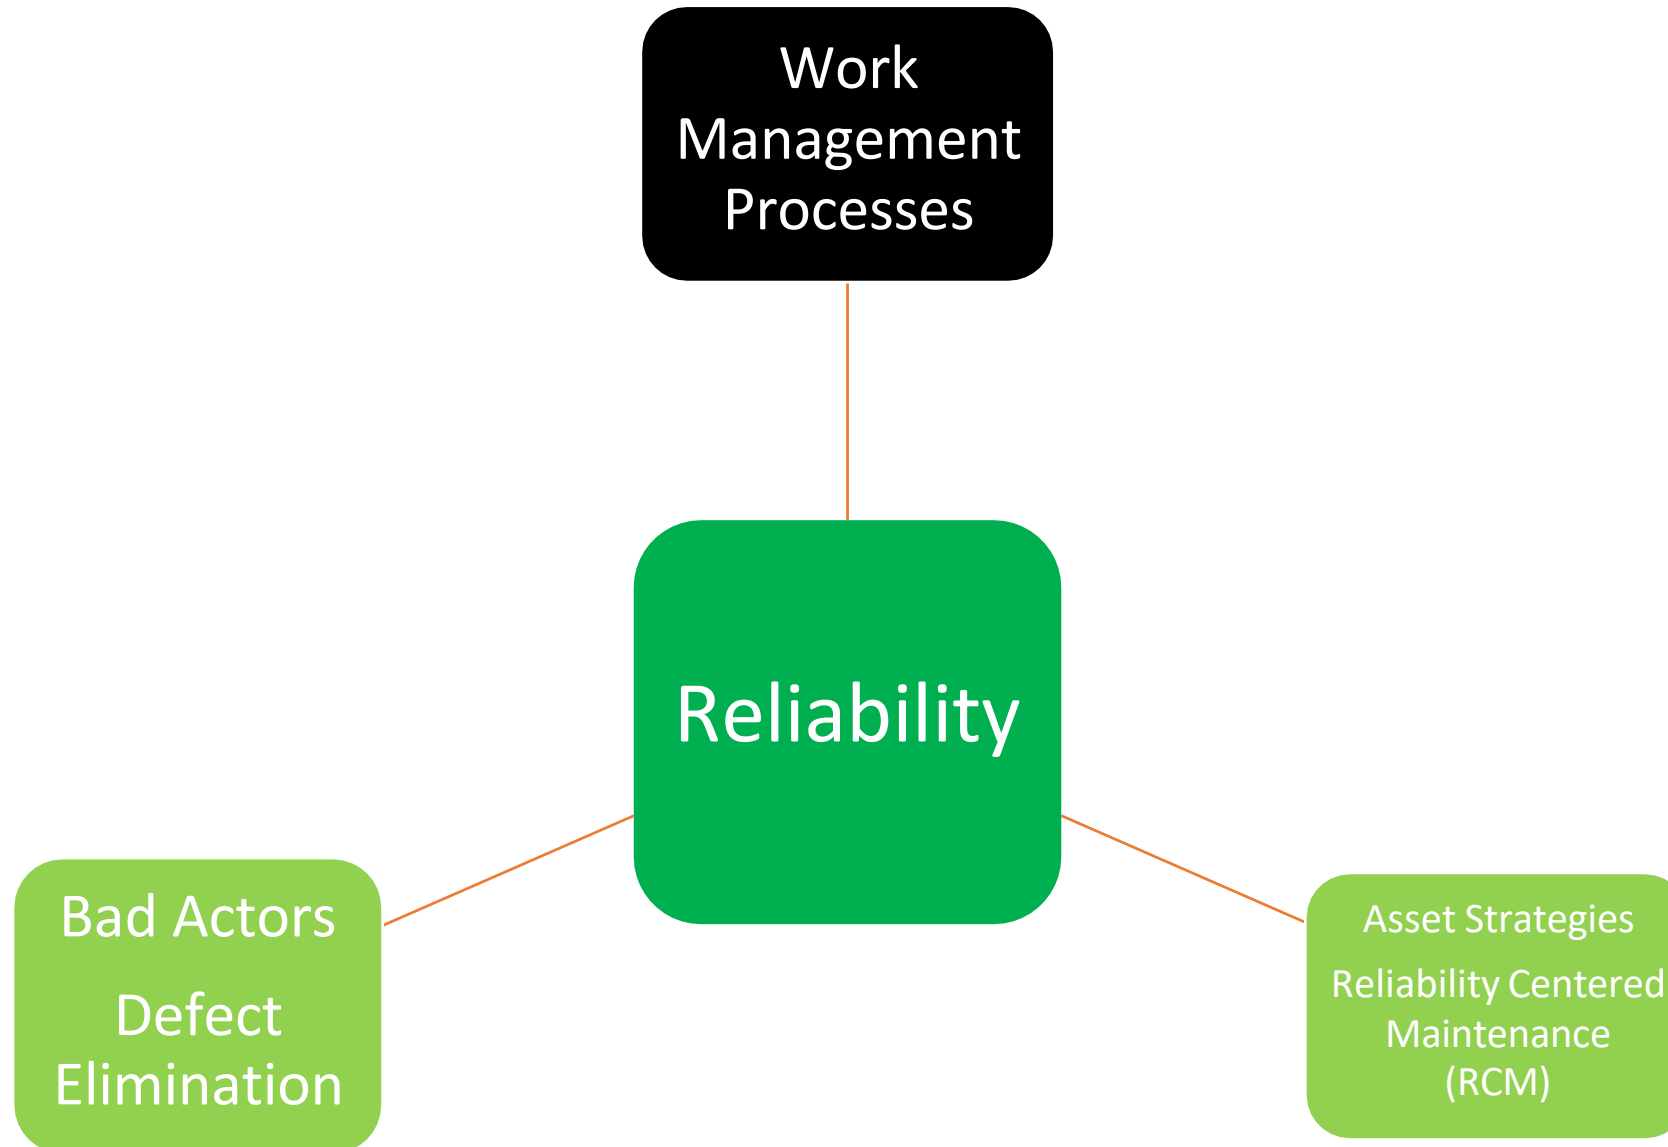 Work
Management
Processes
Reliability
Bad Actors
Defect
Elimination
Asset Strategies
Reliability Centered
Maintenance
(RCM)